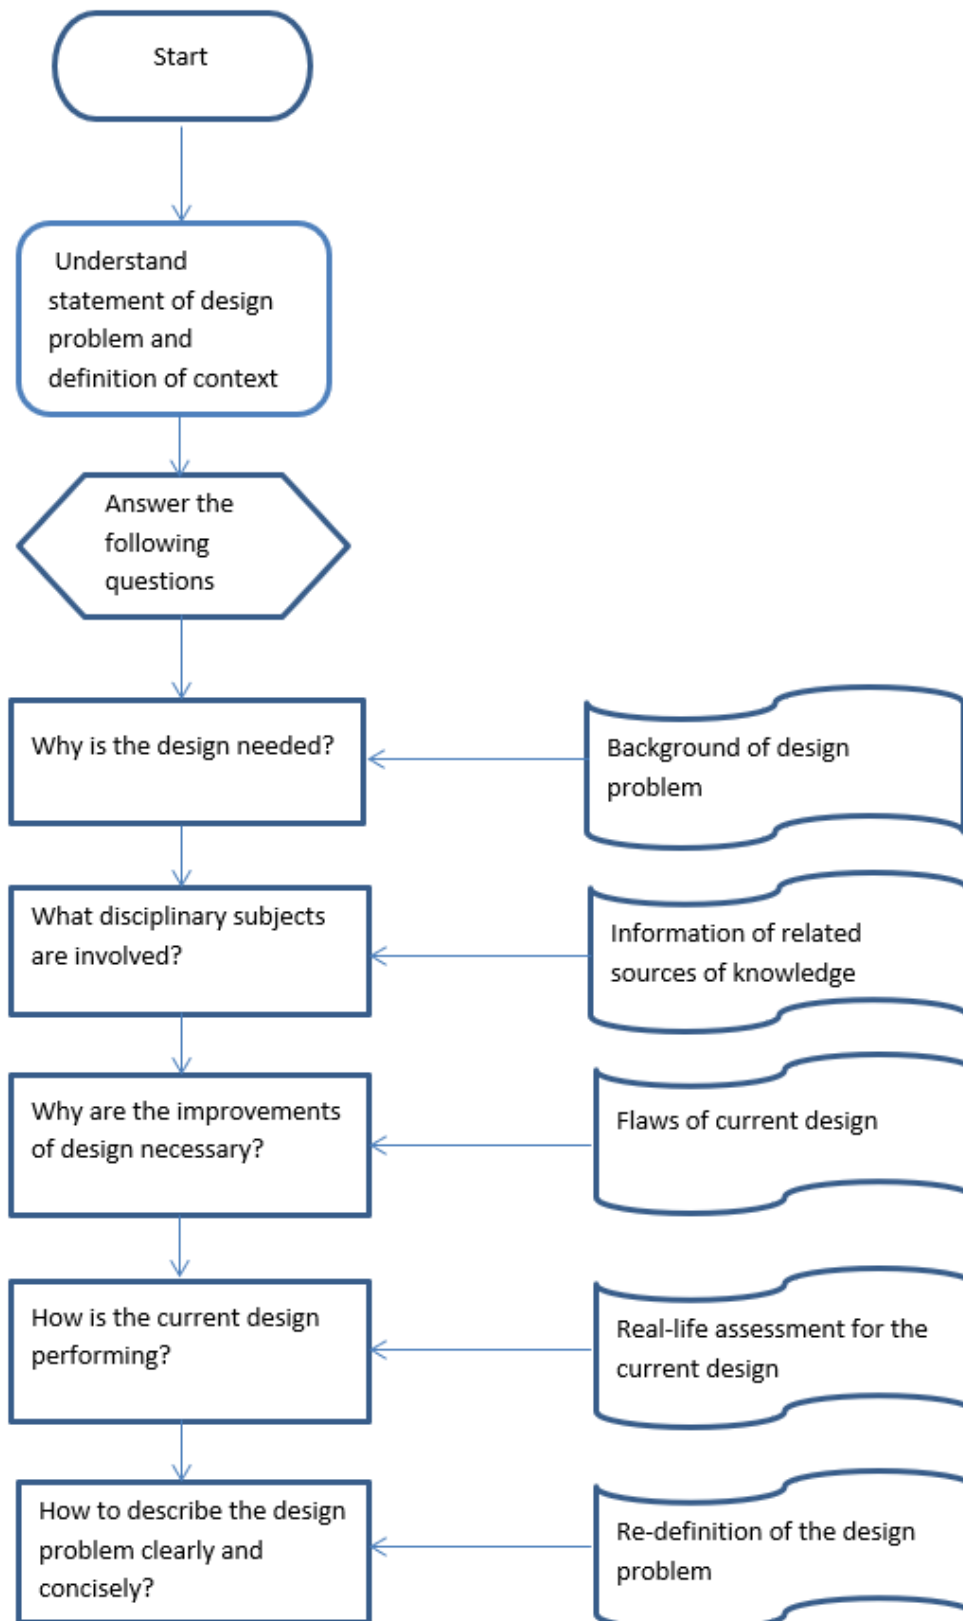 Start
Understand
statement of design
problem and
definition of context
Answer the
following
questions
Why is the design needed?
Background of design
problem
What disciplinary subjects
are involved?
Information of related
sources of knowledge
Why are the improvements
of design necessary?
Flaws of current design
How is the current design
performing?
Real-life assessment for the
current design
How to describe the design
problem clearly and
concisely?
Re-definition of the design
problem